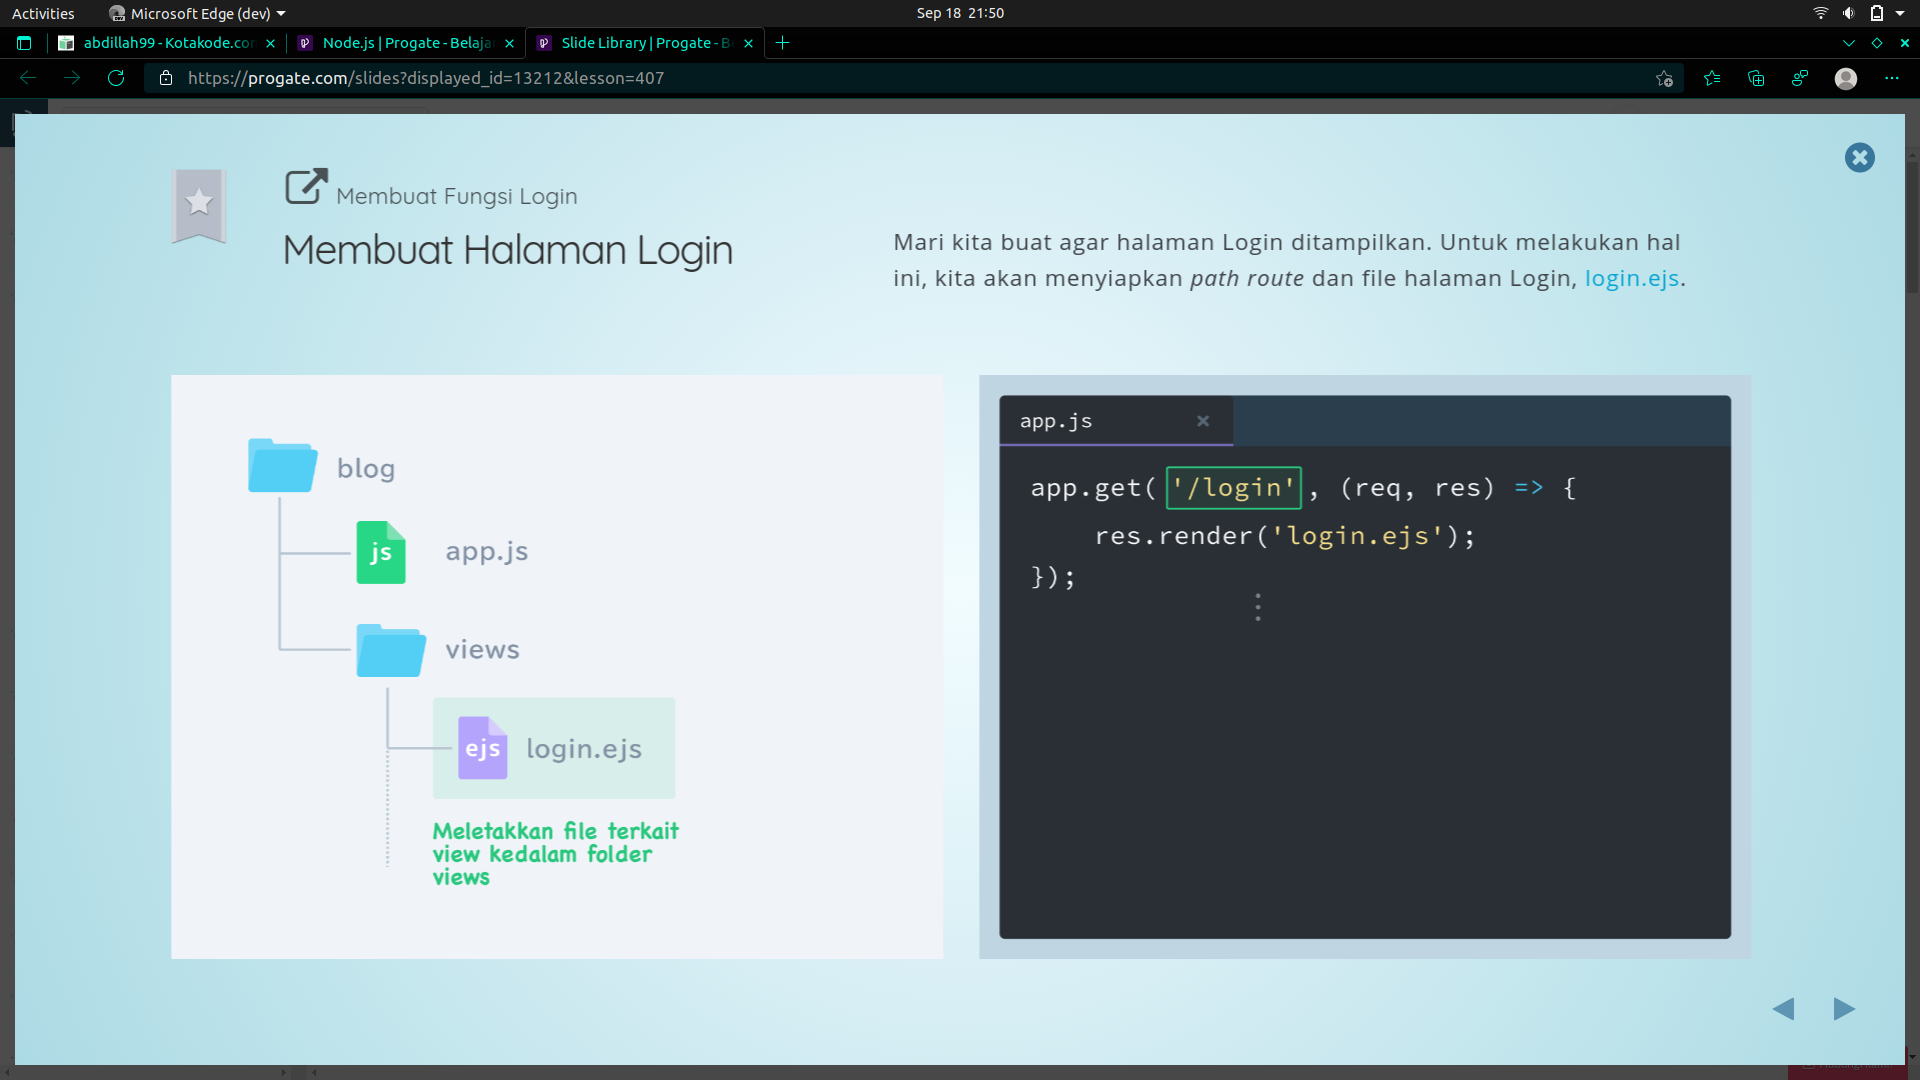 Activities
Microsoft Edge (dev)
Sep 18 21:50
abdillah99 - Kotakode.con
Node.js | Progate - Belaja
Slide Library | Progate - Be
https://progate.com/slides?displayed_id=13212&lesson=407
Membuat Fungsi Login
Membuat Halaman Login
Mari kita buat agar halaman Login ditampilkan. Untuk melakukan hal
ini, kita akan menyiapkan path route dan file halaman Login, login.ejs.
blog
js
app.js
views
ejs
login.ejs
Meletakkan file terkait
view kedalam folder
views
app.js
app.get('/login', (req, res) => {
res.render('login.ejs');
});